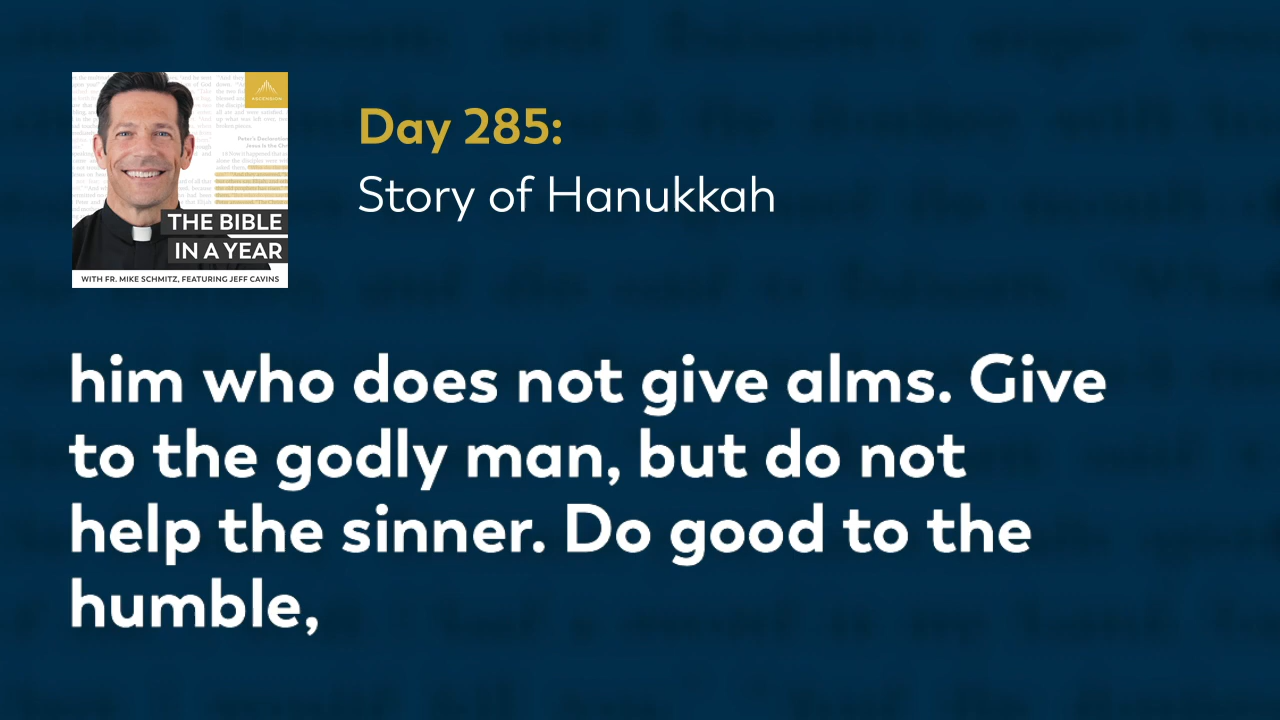 ASCENSION
THE BIBLE
IN A YEAR
WITH FR. MIKE SCHMITZ, FEATURING JEFF CAVINS
Day 285:
Story of Hanukkah
him who does not give alms. Give
to the godly man, but do not
help the sinner. Do good to the
humble,